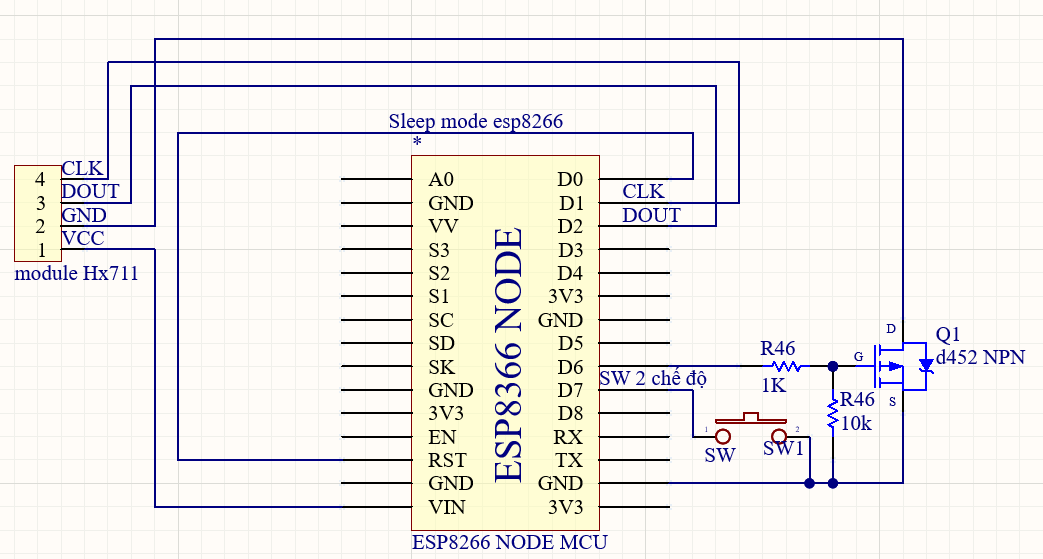 Sleep mode esp8266
*
4 CLK
3 DOUT
2 GND
1 VCC
module Hx711
A0
GND
VV
S3
S2
S1
SC
SD
SK
GND
3V3
EN
RST
GND
VIN
ESP8366 NODE
D0
D1 CLK
D2 DOUT
D3
D4
3V3
GND
D5
D6
D7
D8
RX
TX
GND
3V3
ESP8266 NODE MCU
SW 2 chế độ
R46
1K
R46
10k
1
2
SW
SW1
D
G
S
Q1
d452 NPN